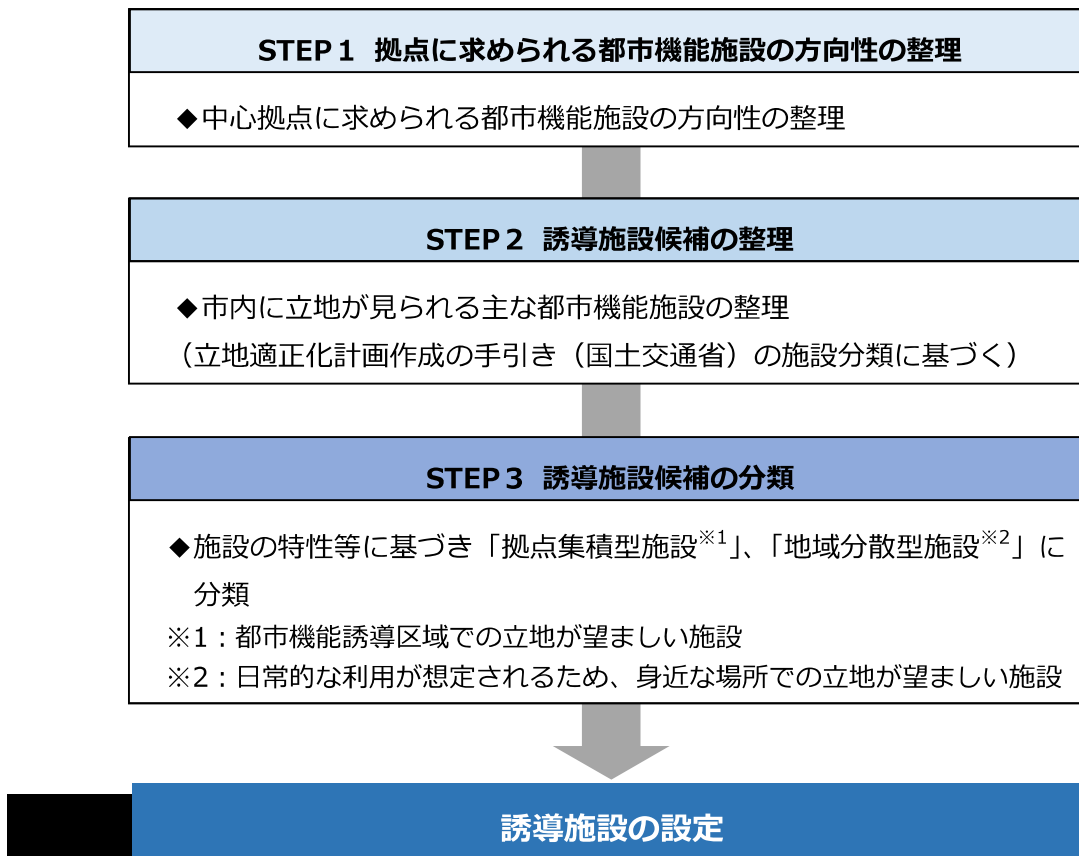 STEP１ 拠点に求められる都市機能施設の方向性の整理
◆中心拠点に求められる都市機能施設の方向性の整理
STEP２ 誘導施設候補の整理
◆市内に立地が見られる主な都市機能施設の整理
（立地適正化計画作成の手引き（国土交通省）の施設分類に基づく）
STEP３ 誘導施設候補の分類
◆施設の特性等に基づき「拠点集積型施設※1」、「地域分散型施設※2」に
分類
※1：都市機能誘導区域での立地が望ましい施設
※2：日常的な利用が想定されるため、身近な場所での立地が望ましい施設
誘導施設の設定